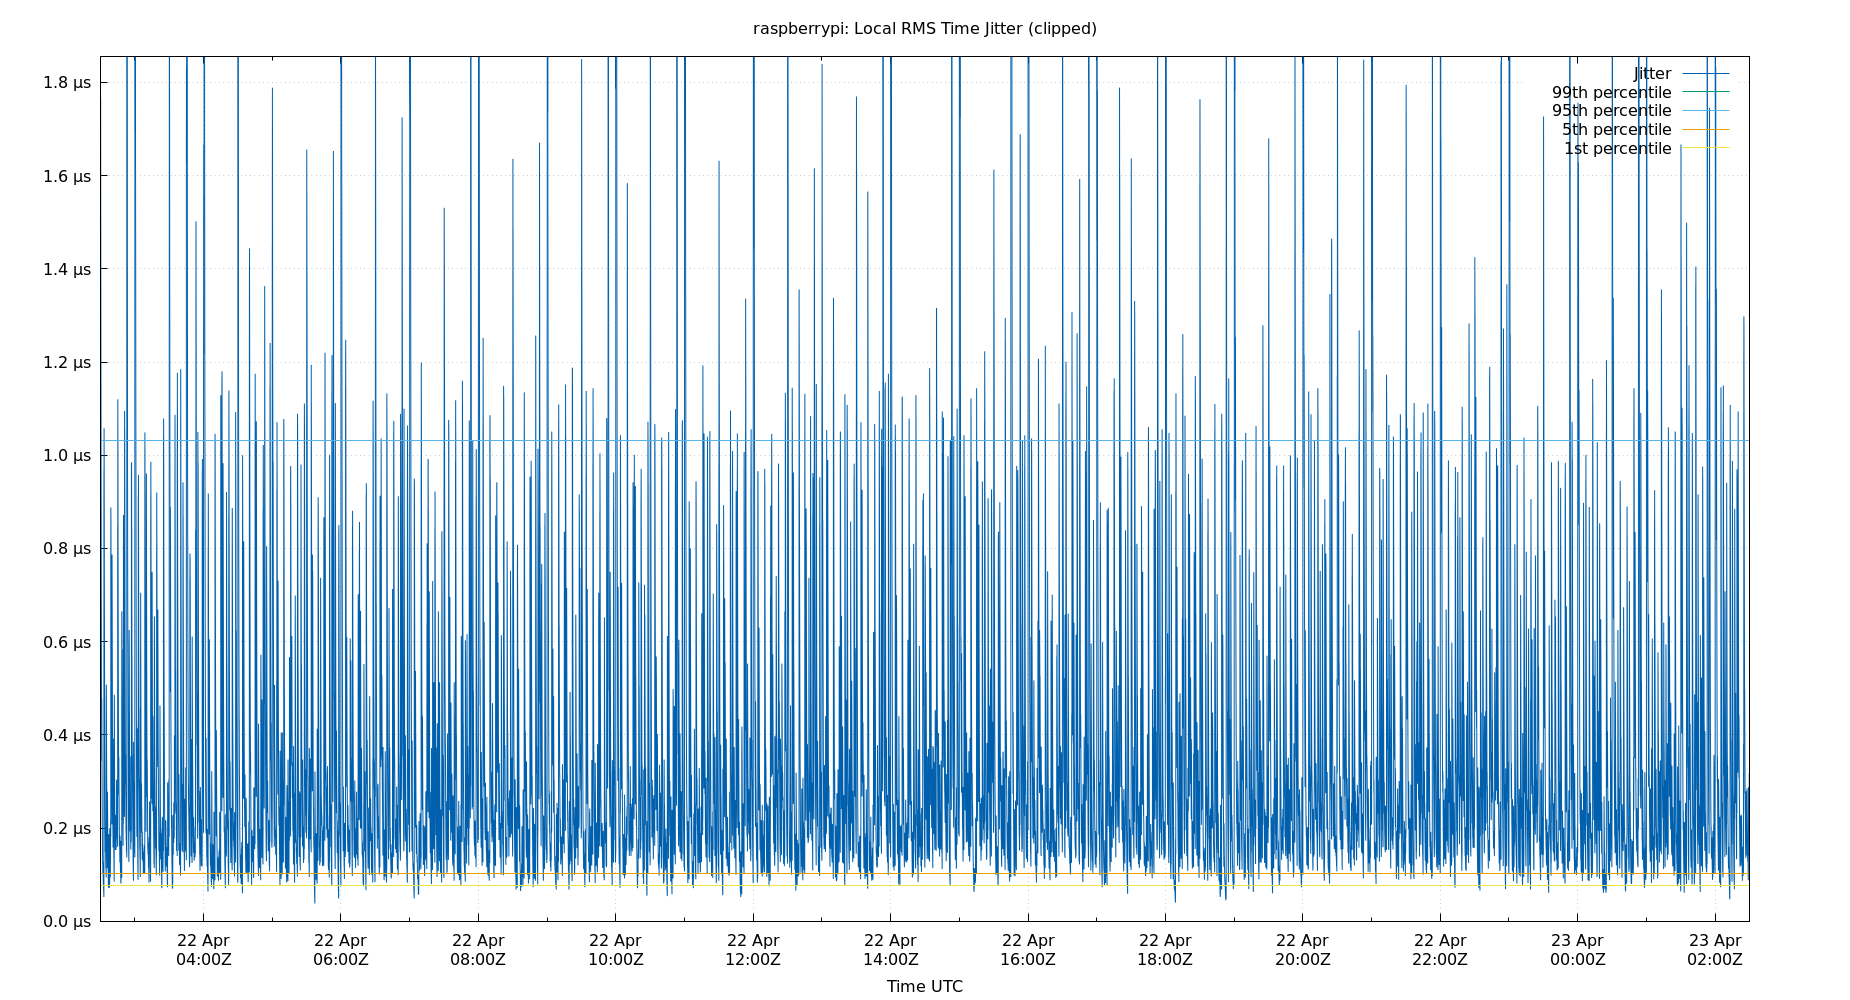 raspberrypi: Local RMS Time Jitter (clipped)
1.8 µs
1.6 µs
1.4 µs
1.2 µs
1.0 µs
0.8 µs
0.6 µs
0.4 µs
0.2 µs
0.0 µs
Jitter
99th percentile
95th percentile
5th percentile
1st percentile
22 Apr 22 Apr 22 Apr 22 Apr 22 Apr 22 Apr 22 Apr 22 Apr 22 Apr 22 Apr 23 Apr 23 Apr
04:00Z 06:00Z 08:00Z 10:00Z 12:00Z 14:00Z 16:00Z 18:00Z 20:00Z 22:00Z 00:00Z 02:00Z
Time UTC